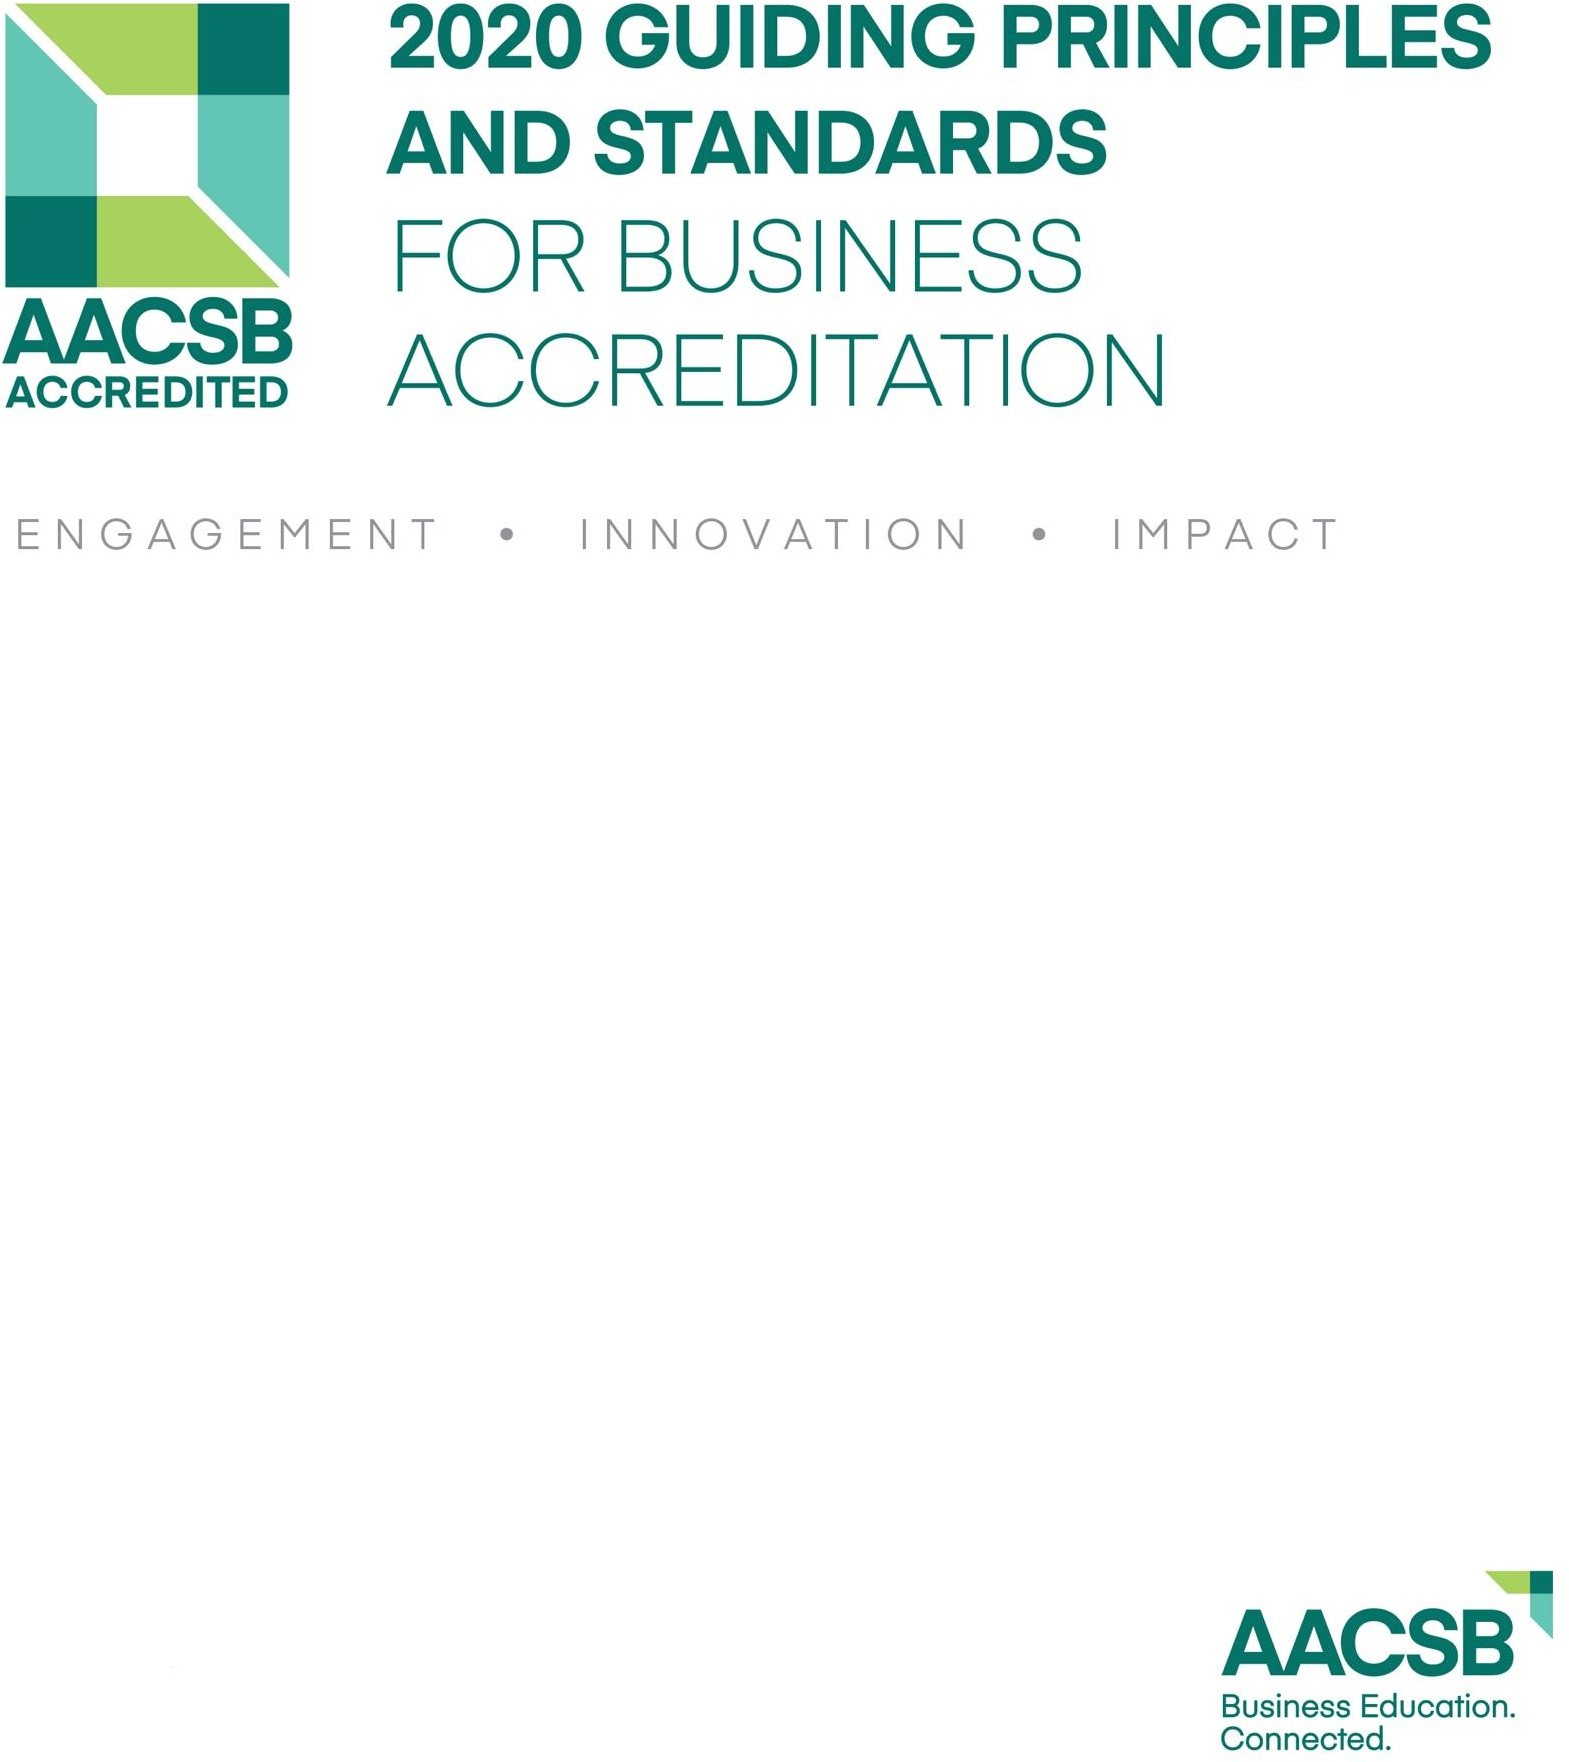 2020 GUIDING PRINCIPLES
AND STANDARDS
FOR BUSINESS
ACCREDITATION
AACSB
ACCREDITED
ENGAGEMENT • INNOVATION • IMPACT
AACSB
Business Education.
Connected.